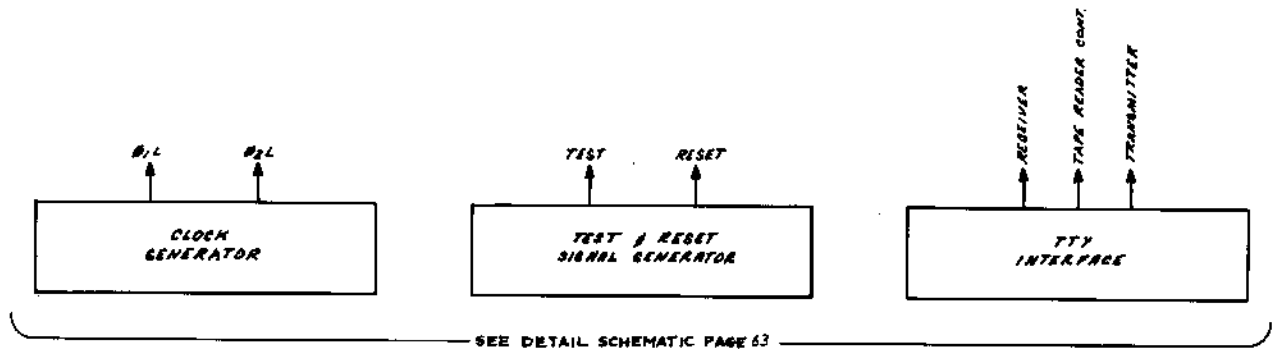 RECEIVER
TAPE READER CONT.
TRANSMITTER
ø1L
ø2L
TEST
RESET
CLOCK
GENERATOR
TEST & RESET
SIGNAL GENERATOR
TTY
INTERFACE
SEE DETAIL SCHEMATIC PAGE 63